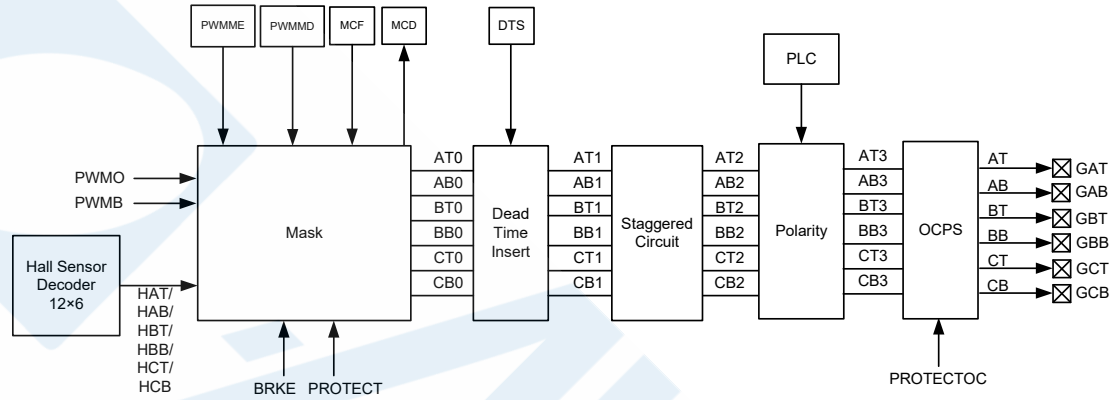 PWMME
PWMMD
MCF
MCD
DTS
PLC
PWMO
PWMB
Hall Sensor
Decoder
12×6
HAT/
HAB/
HBT/
HBB/
HCT/
HCB
Mask
BRKE
PROTECT
AT0
AB0
BT0
BB0
CT0
CB0
Dead
Time
Insert
AT1
AB1
BT1
BB1
CT1
CB1
Staggered
Circuit
AT2
AB2
BT2
BB2
CT2
CB2
Polarity
AT3
AB3
BT3
BB3
CT3
CB3
OCPS
PROTECTOC
AT
AB
BT
BB
CT
CB
GAT
GAB
GBT
GBB
GCT
GCB